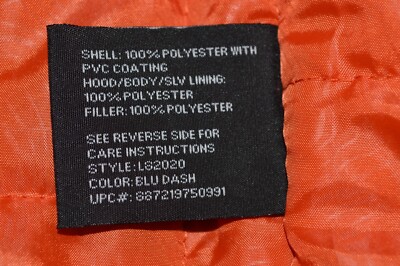 SHELL: 100% POLYESTER WITH
PVC COATING
HOOD/BODY/SLV LINING:
100% POLYESTER
FILLER: 100% POLYESTER
SEE REVERSE SIDE FOR
CARE INSTRUCTIONS
STYLE: LS2020
COLOR: BLU DASH
UPC#: 887219750991